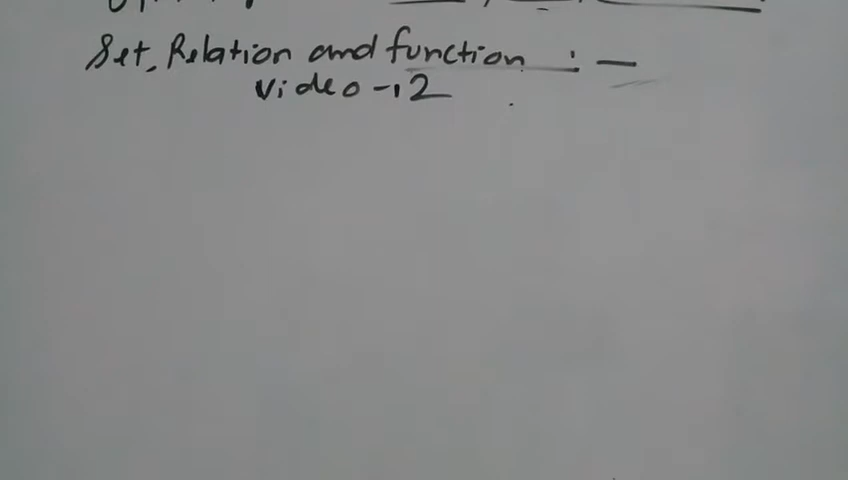 Set, Relation and function : —
video -12